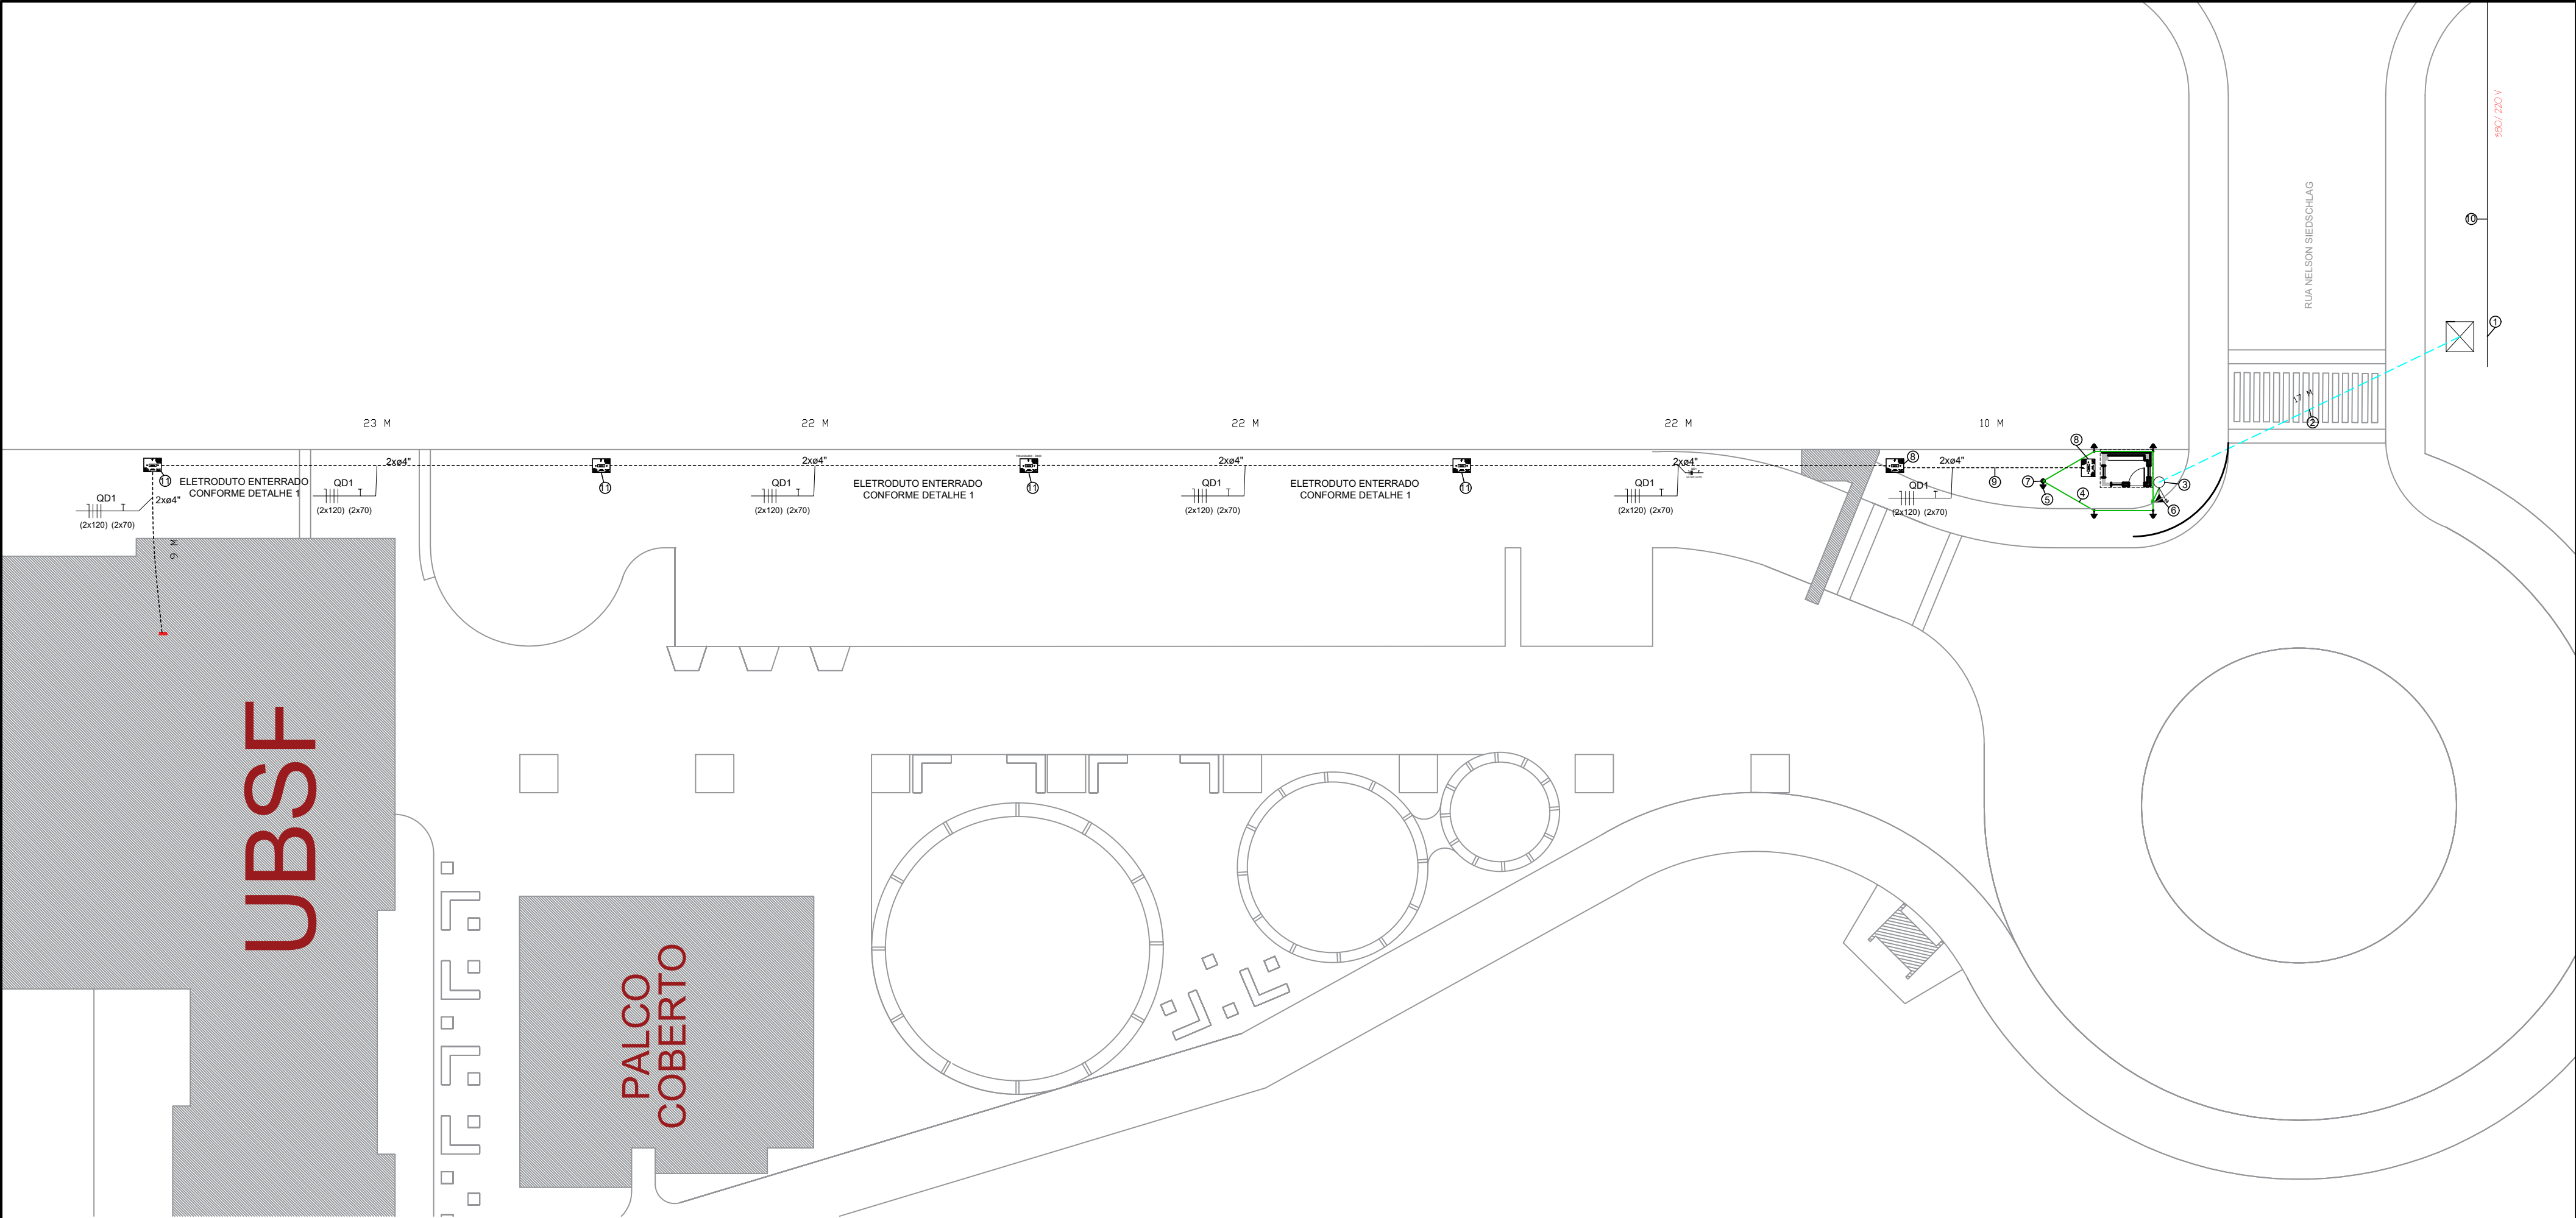 380/ 220 V
RUA NELSON SIEDSCHLAG
10
1
17 M
2
23 M
22 M
22 M
22 M
10 M
8
8
2xø4"
2xø4"
2xø4"
2xø4"
2xø4"
11
11
11
11
9
7
5
4
3
6
ELETRODUTO ENTERRADO
CONFORME DETALHE 1
ELETRODUTO ENTERRADO
CONFORME DETALHE 1
ELETRODUTO ENTERRADO
CONFORME DETALHE 1
QD1
(2x120) (2x70)
QD1
(2x120) (2x70)
QD1
(2x120) (2x70)
QD1
(2x120) (2x70)
QD1
(2x120) (2x70)
2xø4"
QD1
(2x120) (2x70)
9 M
UBSF
PALCO
COBERTO